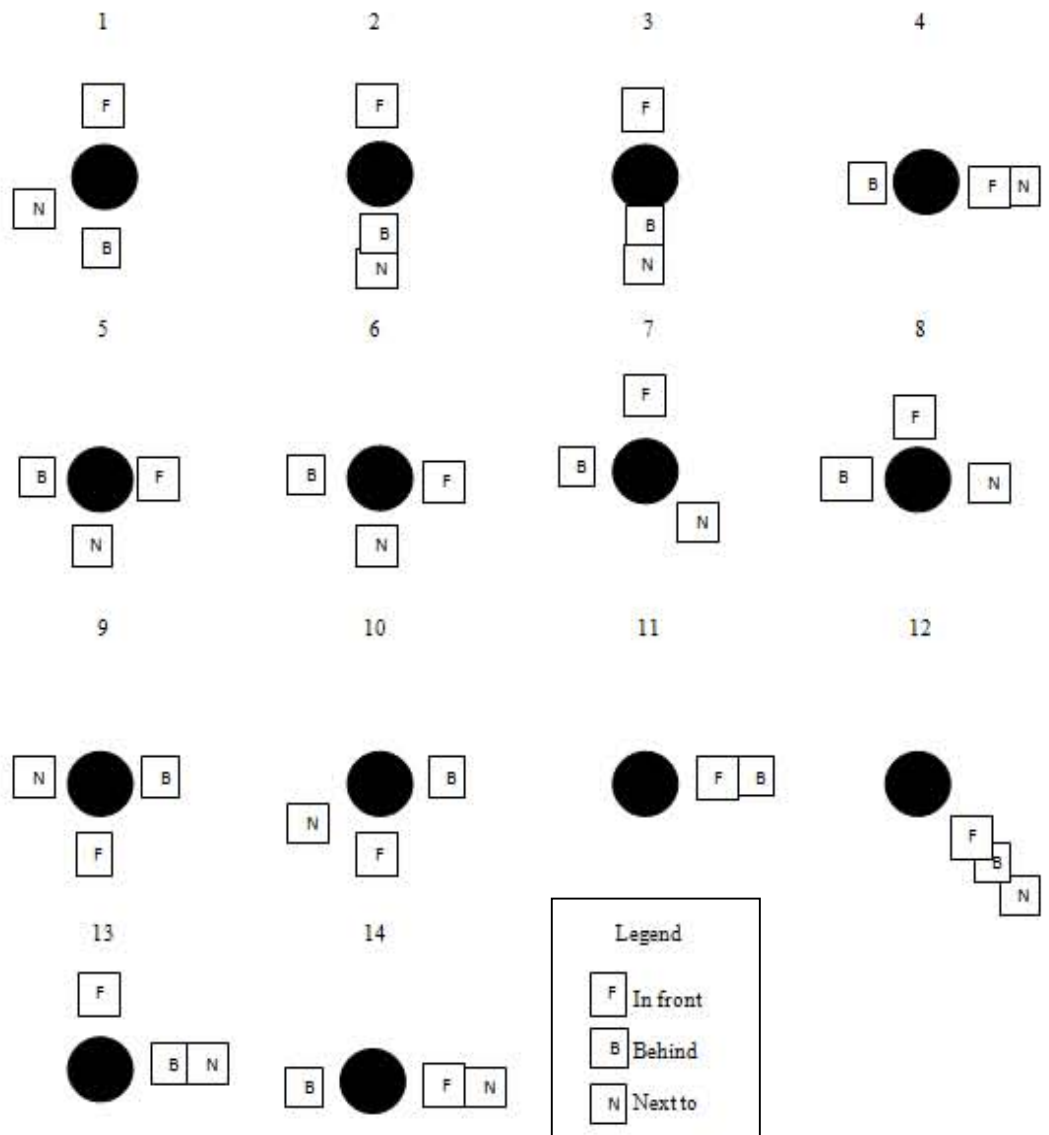 1 2 3 4
F F F
B F N
N
B B B
N N
5 6 7 8
F F
B F B F B B N
N N N
9 10 11 12
N B B F B
N F
F F B
N
13 14 Legend
F F In front
B N B F N B Behind
N Next to